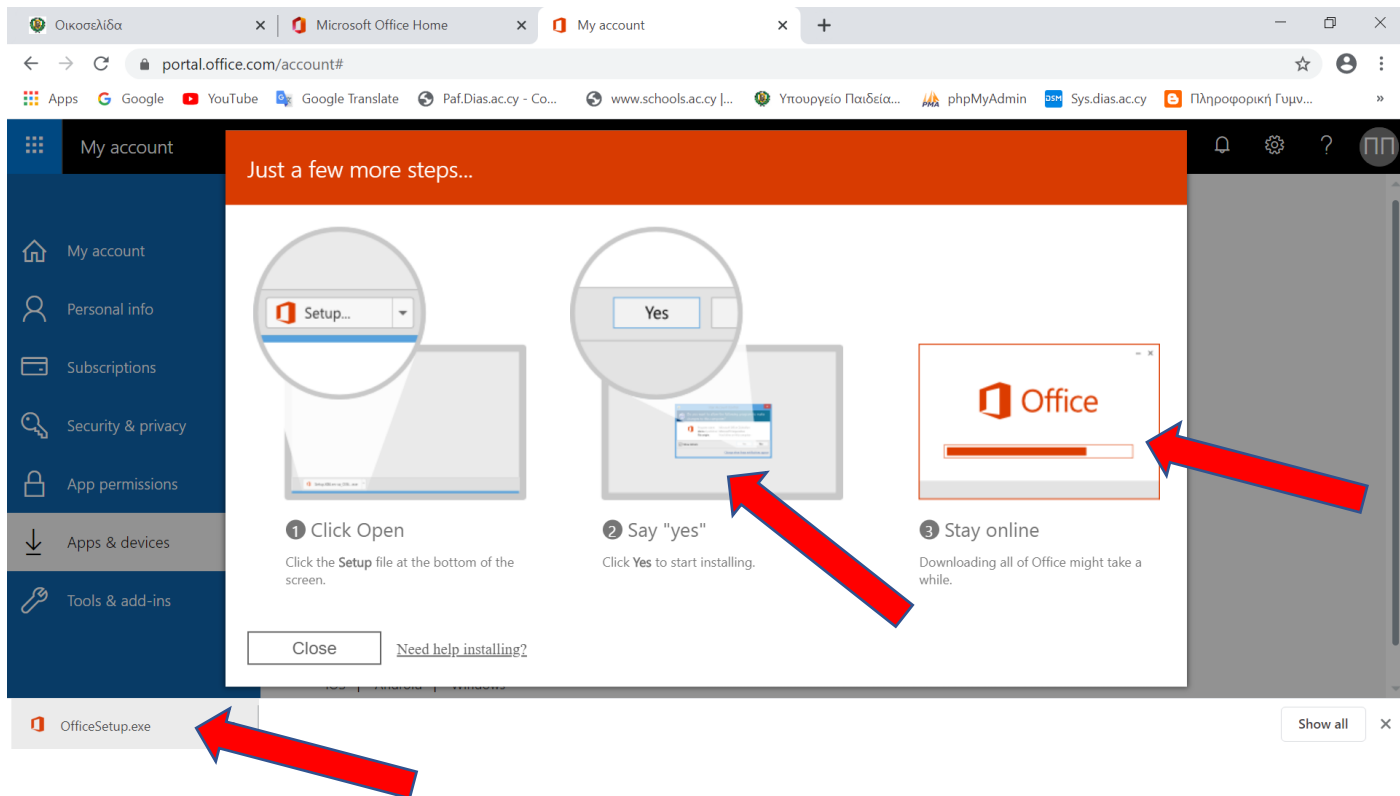 Οικοσελίδα
Microsoft Office Home
My account
portal.office.com/account#
Apps
Google
YouTube
Google Translate
Paf.Dias.ac.cy - Co...
www.schools.ac.cy |...
Υπουργείο Παιδεία...
phpMyAdmin
Sys.dias.ac.cy
Πληροφορική Γυμν...
»
My account
?
ΠΠ
Just a few more steps...
My account
Personal info
Subscriptions
Security & privacy
App permissions
Apps & devices
Tools & add-ins
Setup...
Yes
Office
1 Click Open
Click the Setup file at the bottom of the
screen.
2 Say "yes"
Click Yes to start installing.
3 Stay online
Downloading all of Office might take a
while.
Close
Need help installing?
iOS | Android | Windows
OfficeSetup.exe
Show all